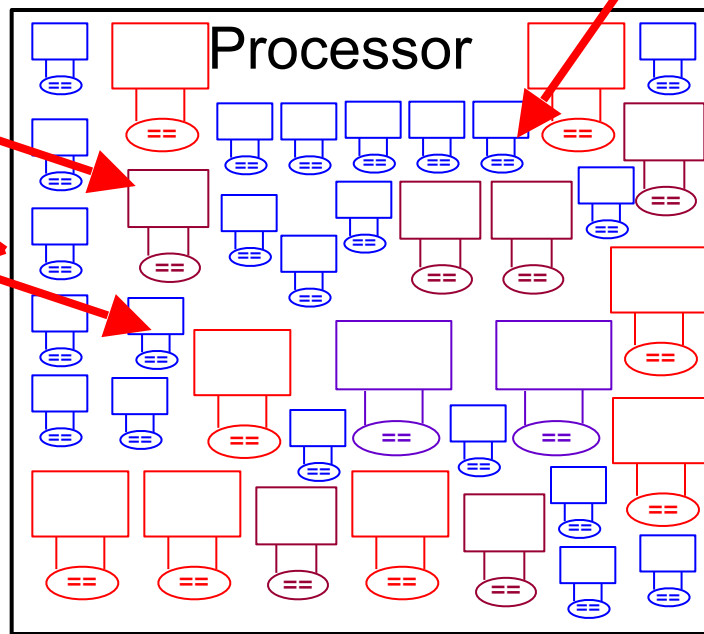 Processor
== ==
== ==
== == == == ==
==
==
==
== ==
== == == ==
==
== == ==
== == == == ==
== ==
==
==
== == == == ==
== ==